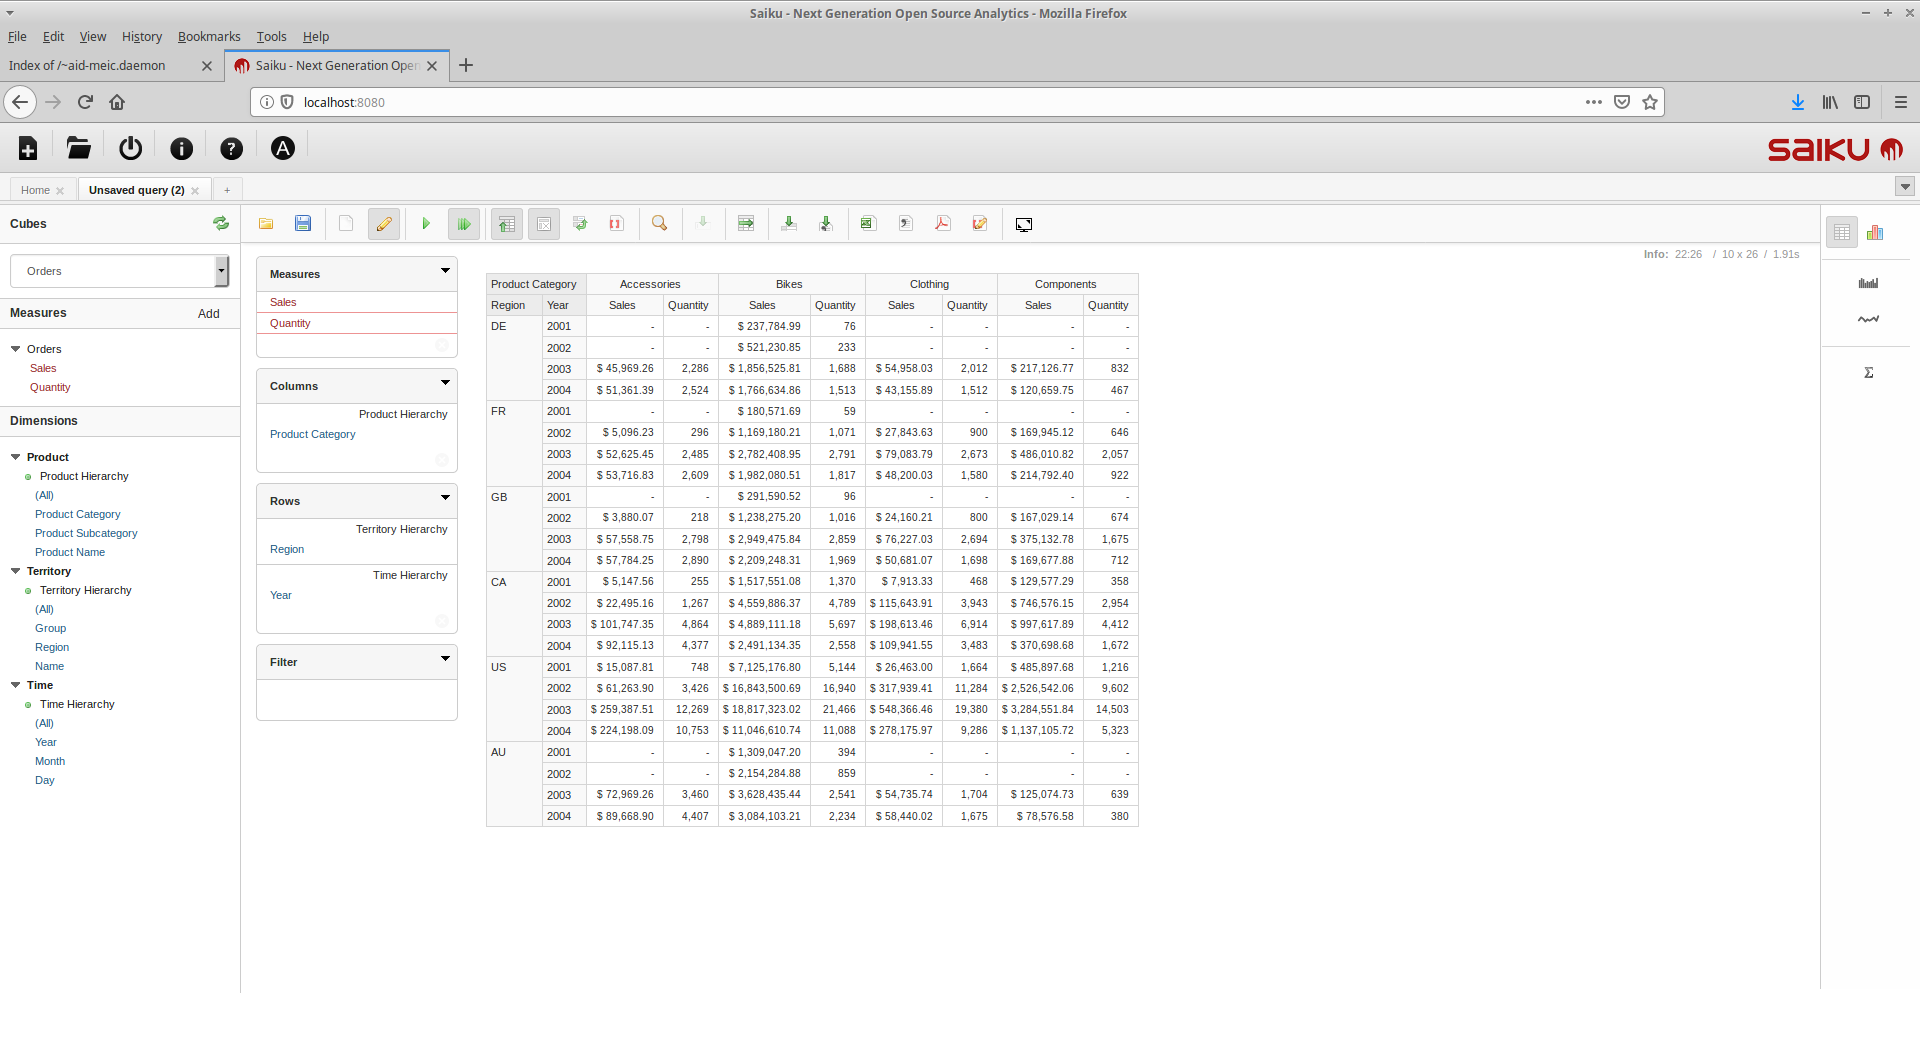 Saiku - Next Generation Open Source Analytics - Mozilla Firefox
File Edit View History Bookmarks Tools Help
Index of /~aid-meic.daemon
Saiku - Next Generation Open
localhost:8080
saiku
Home
Unsaved query (2)
+
Cubes
Orders
Measures Add
Orders
Sales
Quantity
Dimensions
Product
Product Hierarchy
(All)
Product Category
Product Subcategory
Product Name
Territory
Territory Hierarchy
(All)
Group
Region
Name
Time
Time Hierarchy
(All)
Year
Month
Day
Measures
Sales
Quantity
Columns
Product Hierarchy
Product Category
Rows
Territory Hierarchy
Region
Time Hierarchy
Year
Filter
Info: 22:26 / 10 x 26 / 1.91s
Product Category Accessories Bikes Clothing Components
Region Year Sales Quantity Sales Quantity Sales Quantity Sales Quantity
DE 2001 - - $ 237,784.99 76 - - - -
2002 - - $ 521,230.85 233 - - - -
2003 $ 45,969.26 2,286 $ 1,856,525.81 1,688 $ 54,958.03 2,012 $ 217,126.77 832
2004 $ 51,361.39 2,524 $ 1,766,634.86 1,513 $ 43,155.89 1,512 $ 120,659.75 467
FR 2001 - - $ 180,571.69 59 - - - -
2002 $ 5,096.23 296 $ 1,169,180.21 1,071 $ 27,843.63 900 $ 169,945.12 646
2003 $ 52,625.45 2,485 $ 2,782,408.95 2,791 $ 79,083.79 2,673 $ 486,010.82 2,057
2004 $ 53,716.83 2,609 $ 1,982,080.51 1,817 $ 48,200.03 1,580 $ 214,792.40 922
GB 2001 - - $ 291,590.52 96 - - - -
2002 $ 3,880.07 218 $ 1,238,275.20 1,016 $ 24,160.21 800 $ 167,029.14 674
2003 $ 57,558.75 2,798 $ 2,949,475.84 2,859 $ 76,227.03 2,694 $ 375,132.78 1,675
2004 $ 57,784.25 2,890 $ 2,209,248.31 1,969 $ 50,681.07 1,698 $ 169,677.88 712
CA 2001 $ 5,147.56 255 $ 1,517,551.08 1,370 $ 7,913.33 468 $ 129,577.29 358
2002 $ 22,495.16 1,267 $ 4,559,886.37 4,789 $ 115,643.91 3,943 $ 746,576.15 2,954
2003 $ 101,747.35 4,864 $ 4,889,111.18 5,697 $ 198,613.46 6,914 $ 997,617.89 4,412
2004 $ 92,115.13 4,377 $ 2,491,134.35 2,558 $ 109,941.55 3,483 $ 370,698.68 1,672
US 2001 $ 15,087.81 748 $ 7,125,176.80 5,144 $ 26,463.00 1,664 $ 485,897.68 1,216
2002 $ 61,263.90 3,426 $ 16,843,500.69 16,940 $ 317,939.41 11,284 $ 2,526,542.06 9,602
2003 $ 259,387.51 12,269 $ 18,817,323.02 21,466 $ 548,366.46 19,380 $ 3,284,551.84 14,503
2004 $ 224,198.09 10,753 $ 11,046,610.74 11,088 $ 278,175.97 9,286 $ 1,137,105.72 5,323
AU 2001 - - $ 1,309,047.20 394 - - - -
2002 - - $ 2,154,284.88 859 - - - -
2003 $ 72,969.26 3,460 $ 3,628,435.44 2,541 $ 54,735.74 1,704 $ 125,074.73 639
2004 $ 89,668.90 4,407 $ 3,084,103.21 2,234 $ 58,440.02 1,675 $ 78,576.58 380
Σ